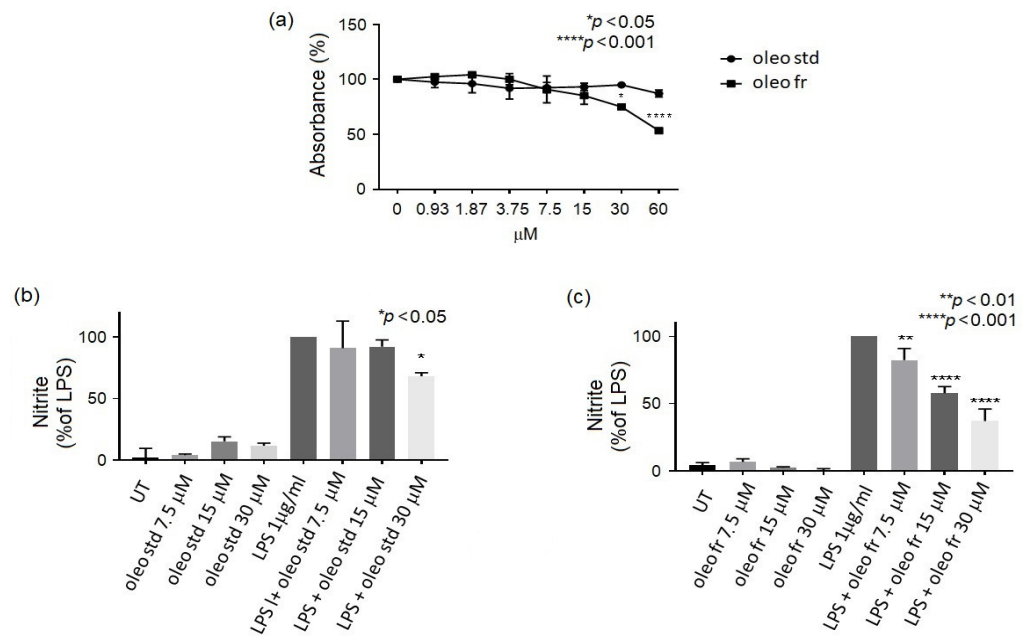 (a)
*p<0.05
****p<0.001
Absorbance (%)
150
100
50
0
oleo std
oleo fr
*
****
0 0.93 1.87 3.75 7.5 15 30 60
μM
(b)
*p<0.05
Nitrite
(%of LPS)
100
50
0
*
UT
oleo std 7.5 μM
oleo std 15 μM
oleo std 30 μM
LPS 1μg/ml
LPS l+ oleo std 7.5 μM
LPS + oleo std 15 μM
LPS + oleo std 30 μM
(c)
**p<0.01
****p<0.001
Nitrite
(%of LPS)
100
50
0
**
****
****
UT
oleo fr 7.5 μM
oleo fr 15 μM
oleo fr 30 μM
LPS 1μg/ml
LPS + oleo fr 7.5 μM
LPS + oleo fr 15 μM
LPS + oleo fr 30 μM